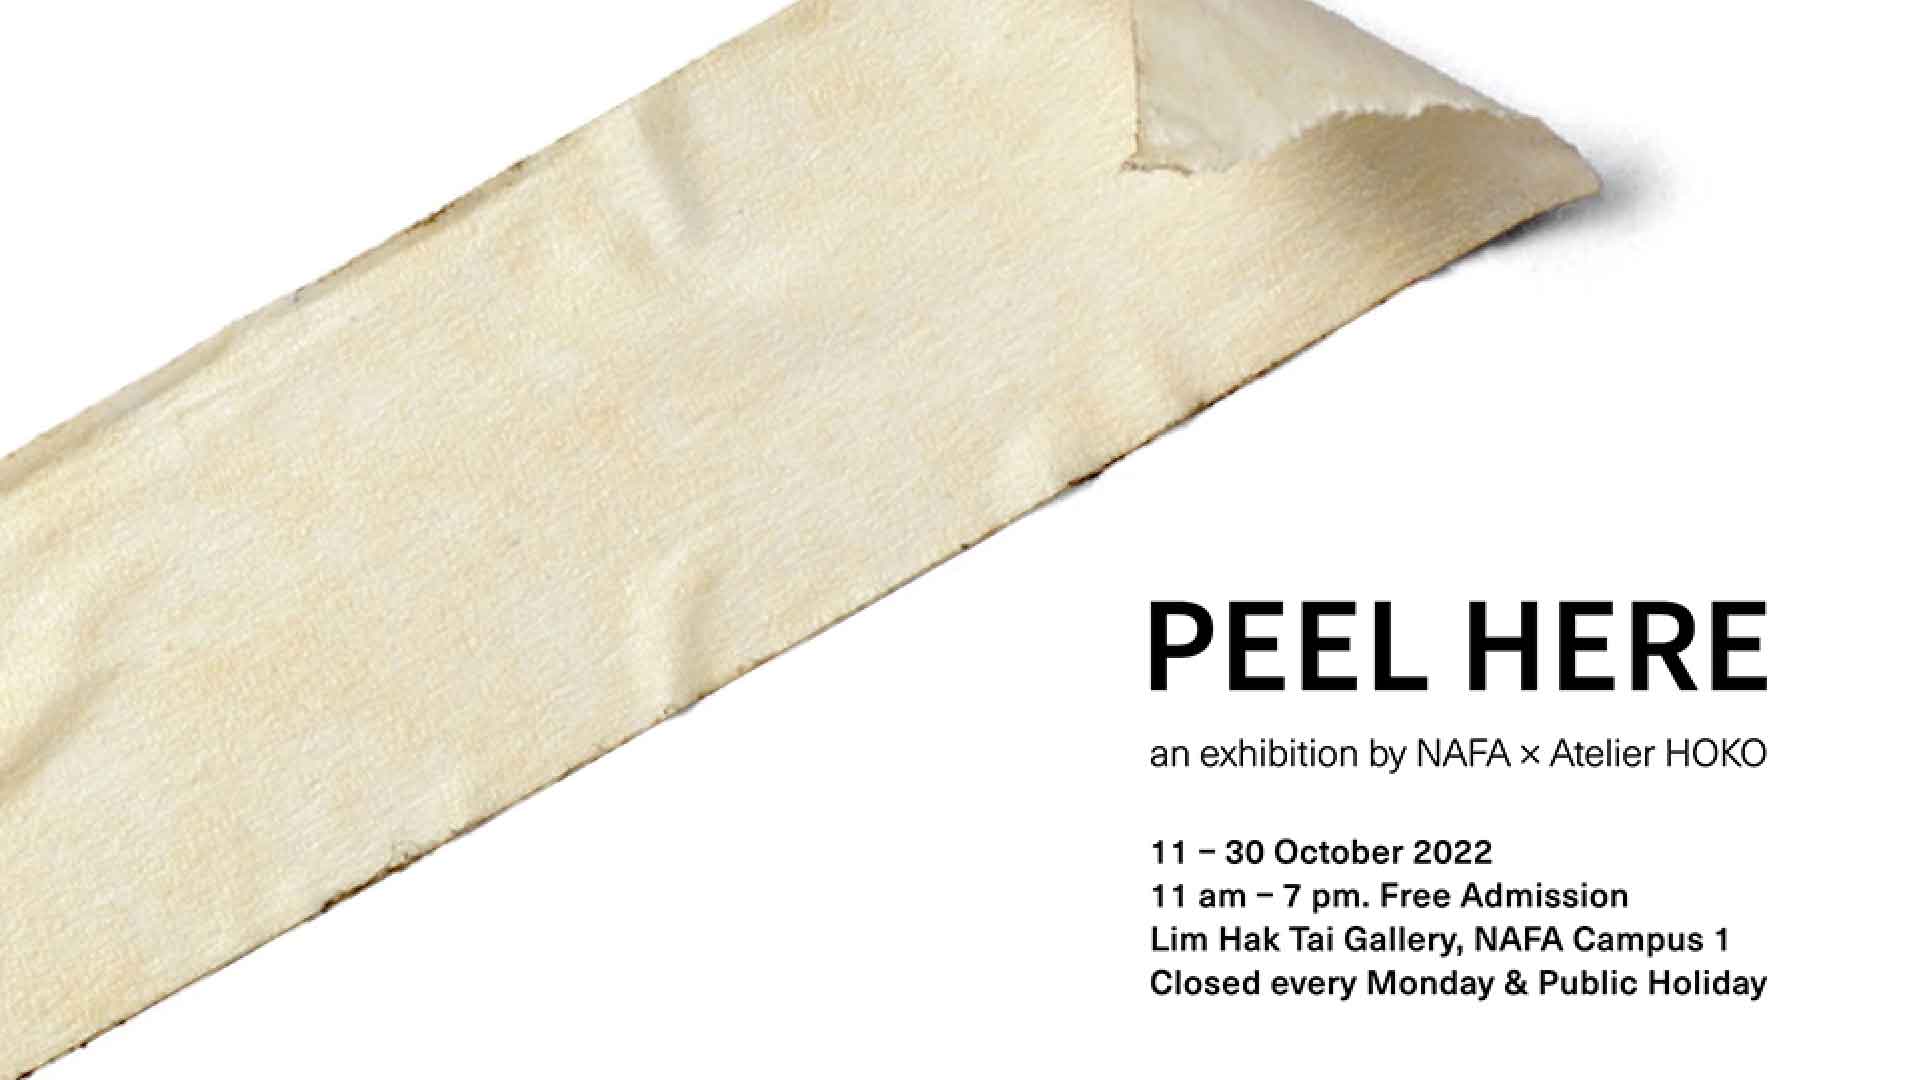 PEEL HERE
an exhibition by NAFA × Atelier HOKO
11 – 30 October 2022
11 am – 7 pm. Free Admission
Lim Hak Tai Gallery, NAFA Campus 1
Closed every Monday & Public Holiday